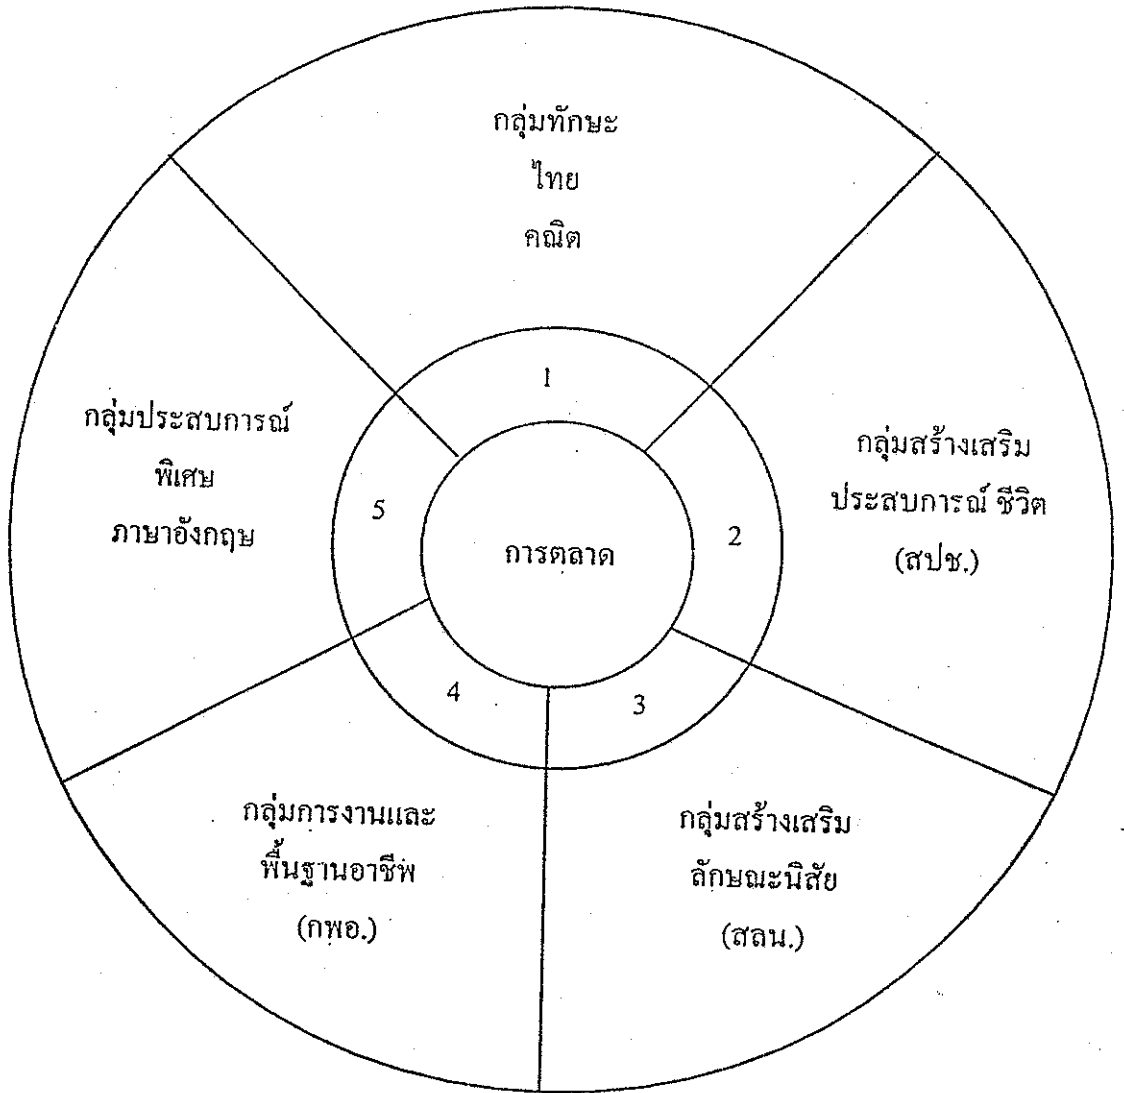 กลุ่มทักษะ
ไทย
คณิต
1
กลุ่มสร้างเสริม
ประสบการณ์ ชีวิต
(สปช.)
2
กลุ่มสร้างเสริม
ลักษณะนิสัย
(สลน.)
3
กลุ่มการงานและ
พื้นฐานอาชีพ
(กพอ.)
4
กลุ่มประสบการณ์
พิเศษ
ภาษาอังกฤษ
5
การตลาด